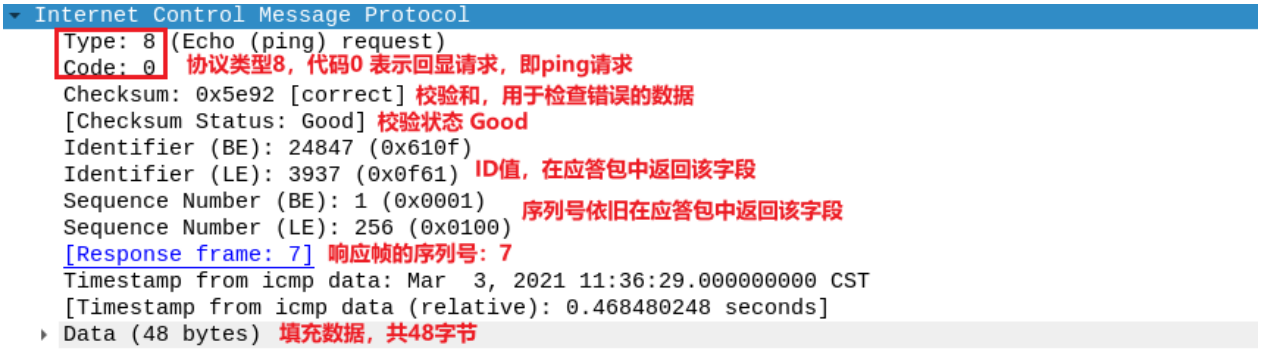 Internet Control Message Protocol
Type: 8 (Echo (ping) request)
Code: 0 协议类型8，代码0 表示回显请求，即ping请求
Checksum: 0x5e92 [correct] 校验和，用于检查错误的数据
[Checksum Status: Good] 校验状态 Good
Identifier (BE): 24847 (0x610f)
Identifier (LE): 3937 (0x0f61) ID值，在应答包中返回该字段
Sequence Number (BE): 1 (0x0001) 序列号依旧在应答包中返回该字段
Sequence Number (LE): 256 (0x0100)
[Response frame: 7] 响应帧的序列号：7
Timestamp from icmp data: Mar  3, 2021 11:36:29.000000000 CST
[Timestamp from icmp data (relative): 0.468480248 seconds]
Data (48 bytes) 填充数据，共48字节